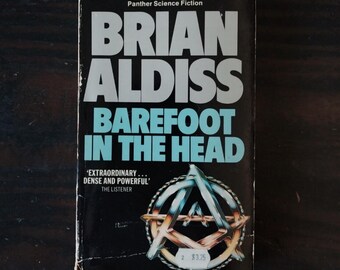 Panther Science Fiction
BRIAN
ALDISS
BAREFOOT
IN THE HEAD
'EXTRAORDINARY...
DENSE AND POWERFUL'
THE LISTENER